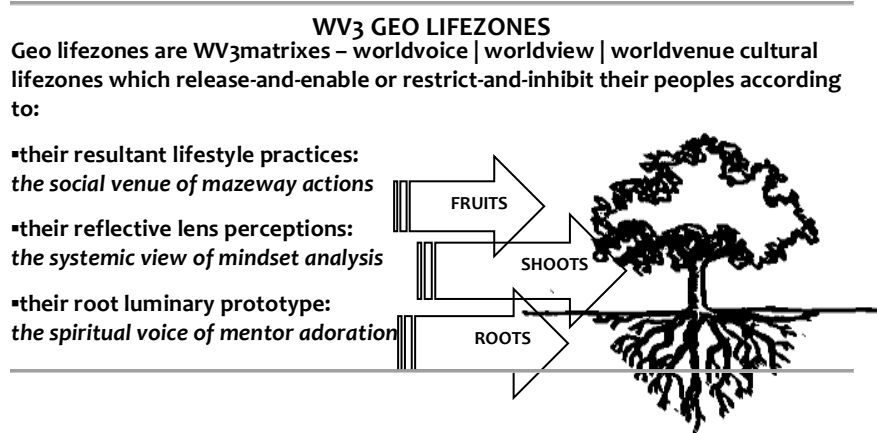 WV3 GEO LIFEZONES
Geo lifezones are WV3matrixes – worldvoice | worldview | worldvenue cultural
lifezones which release-and-enable or restrict-and-inhibit their peoples according
to:
▪their resultant lifestyle practices:
the social venue of mazeway actions
FRUITS
▪their reflective lens perceptions:
the systemic view of mindset analysis
SHOOTS
▪their root luminary prototype:
the spiritual voice of mentor adoration
ROOTS